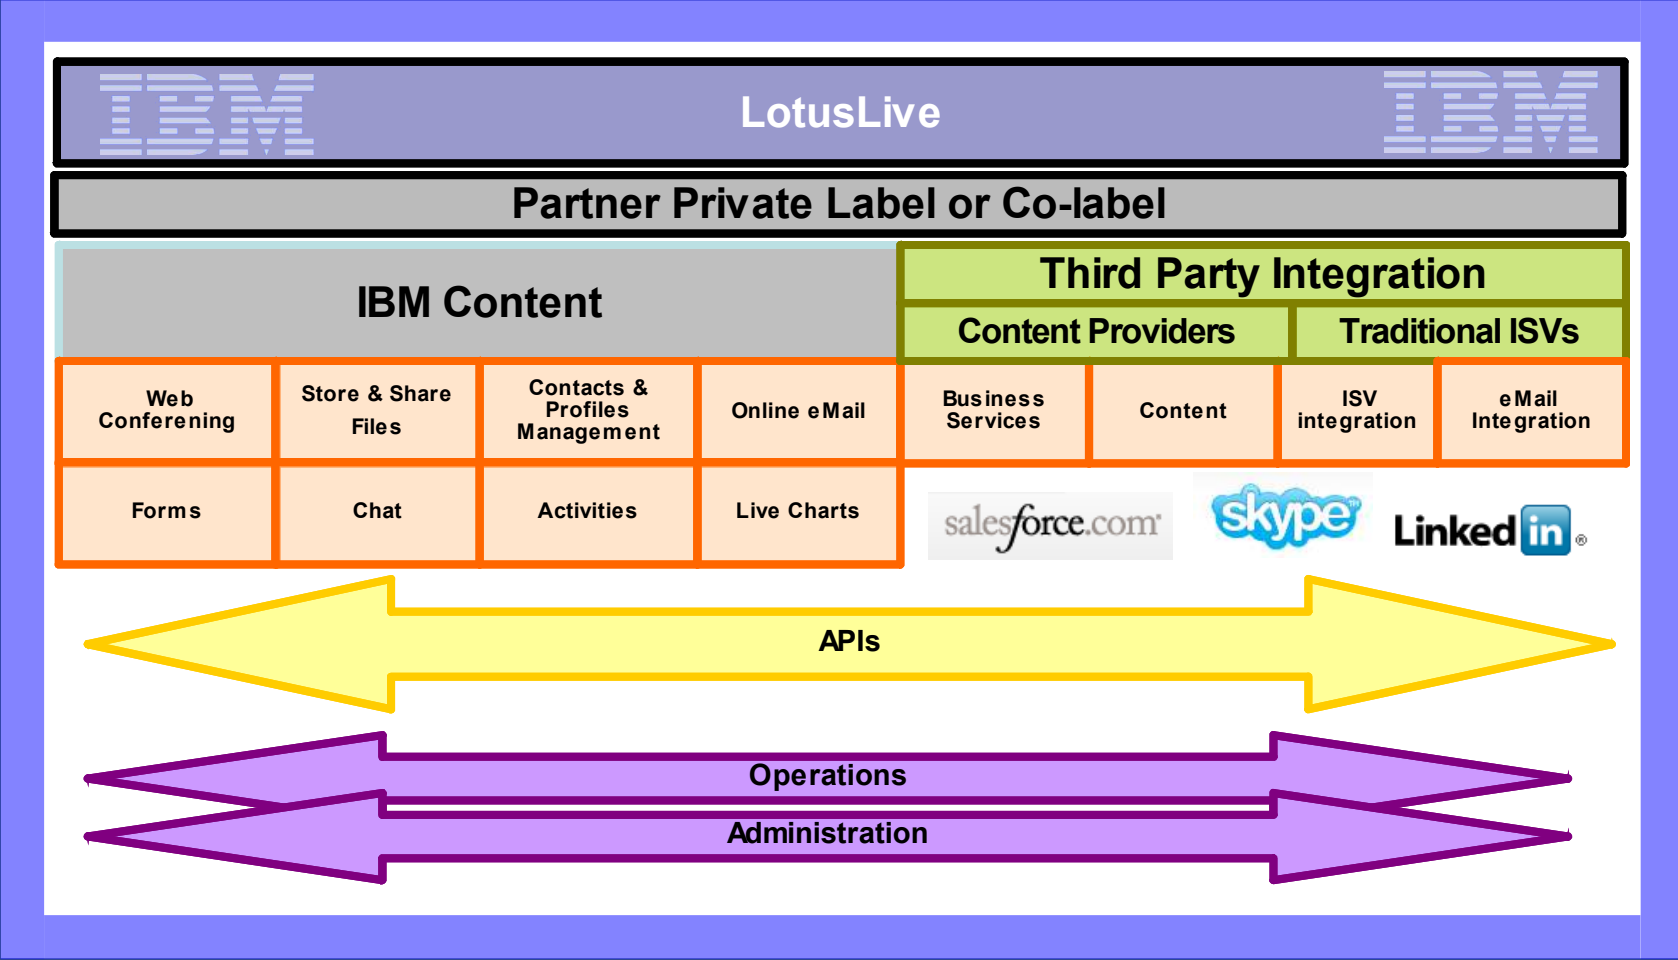 IBM
LotusLive
IBM
Partner Private Label or Co-label
IBM Content
Third Party Integration
Content Providers
Traditional ISVs
Web
Conferening
Store & Share
Files
Contacts &
Profiles
Management
Online eMail
Business
Services
Content
ISV
integration
eMail
Integration
Forms
Chat
Activities
Live Charts
salesforce.com
skype
Linked in ®
APIs
Operations
Administration